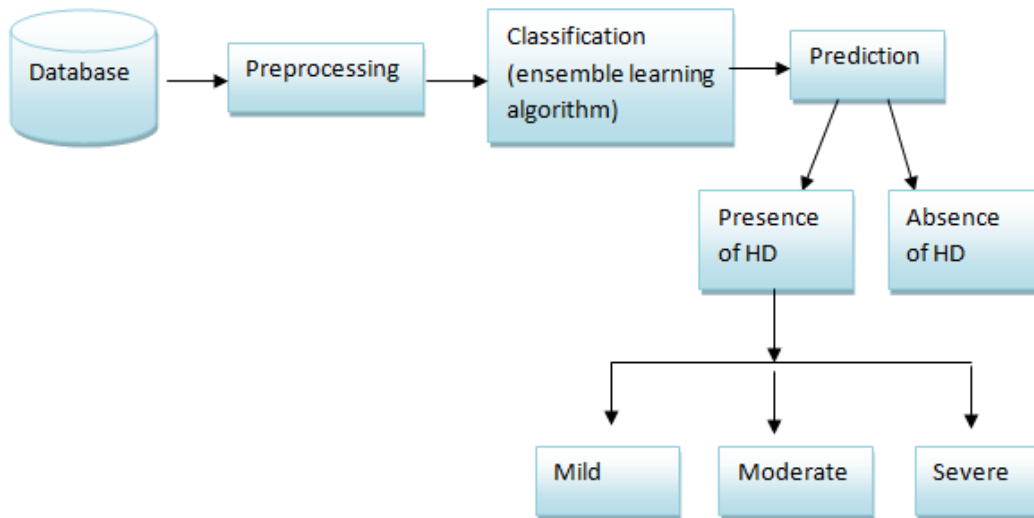 Database
Preprocessing
Classification
(ensemble learning
algorithm)
Prediction
Presence
of HD
Absence
of HD
Mild
Moderate
Severe